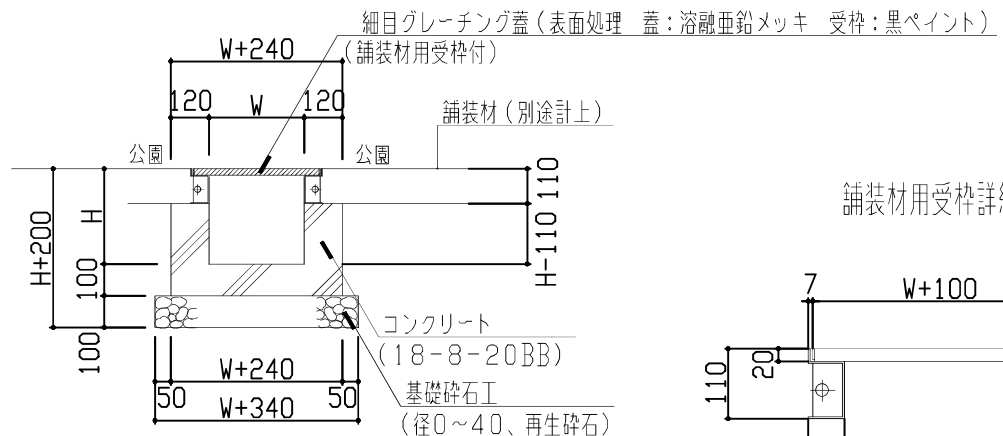 細目グレーチング蓋(表面処理 蓋:溶融亜鉛メッキ 受枠:黒ペイント)
(舗装材用受枠付)
W+240
120 W 120
舗装材(別途計上)
公園 公園
110
H-110
H
H+200
100
100
コンクリート
(18-8-20BB)
W+240
50 50
W+340
基礎砕石工
(径0~40、再生砕石)
舗装材用受枠詳
7 W+100
20
110